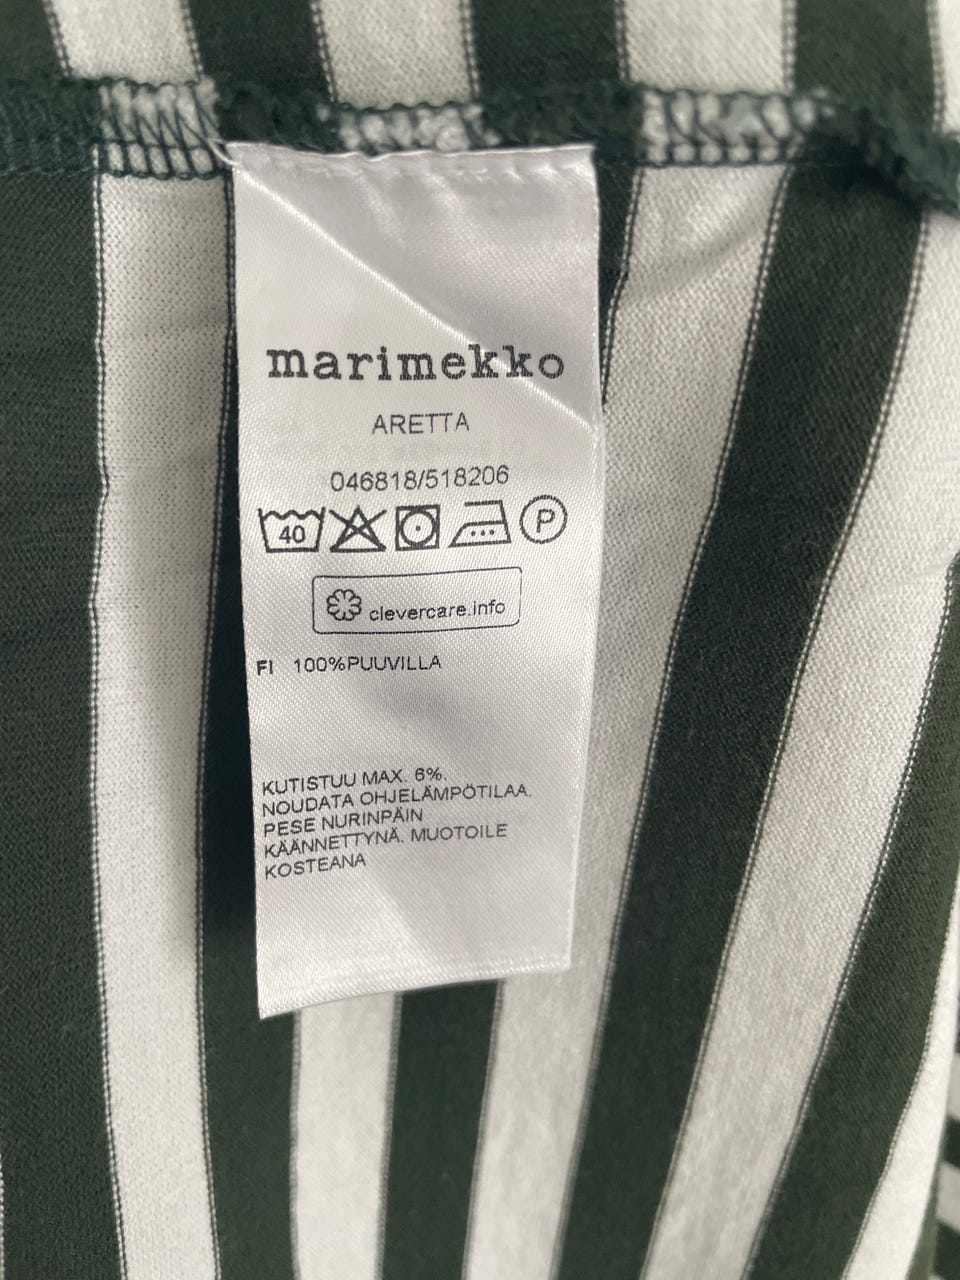 marimekko
ARETTA
046818/518206
40 P
clevercare.info
FI 100%PUUVILLA
KUTISTUU MAX. 6%.
NOUDATA OHJELÄMPÖTILAA.
PESE NURINPÄIN
KÄÄNNETTYNÄ. MUOTOILE
KOSTEANA